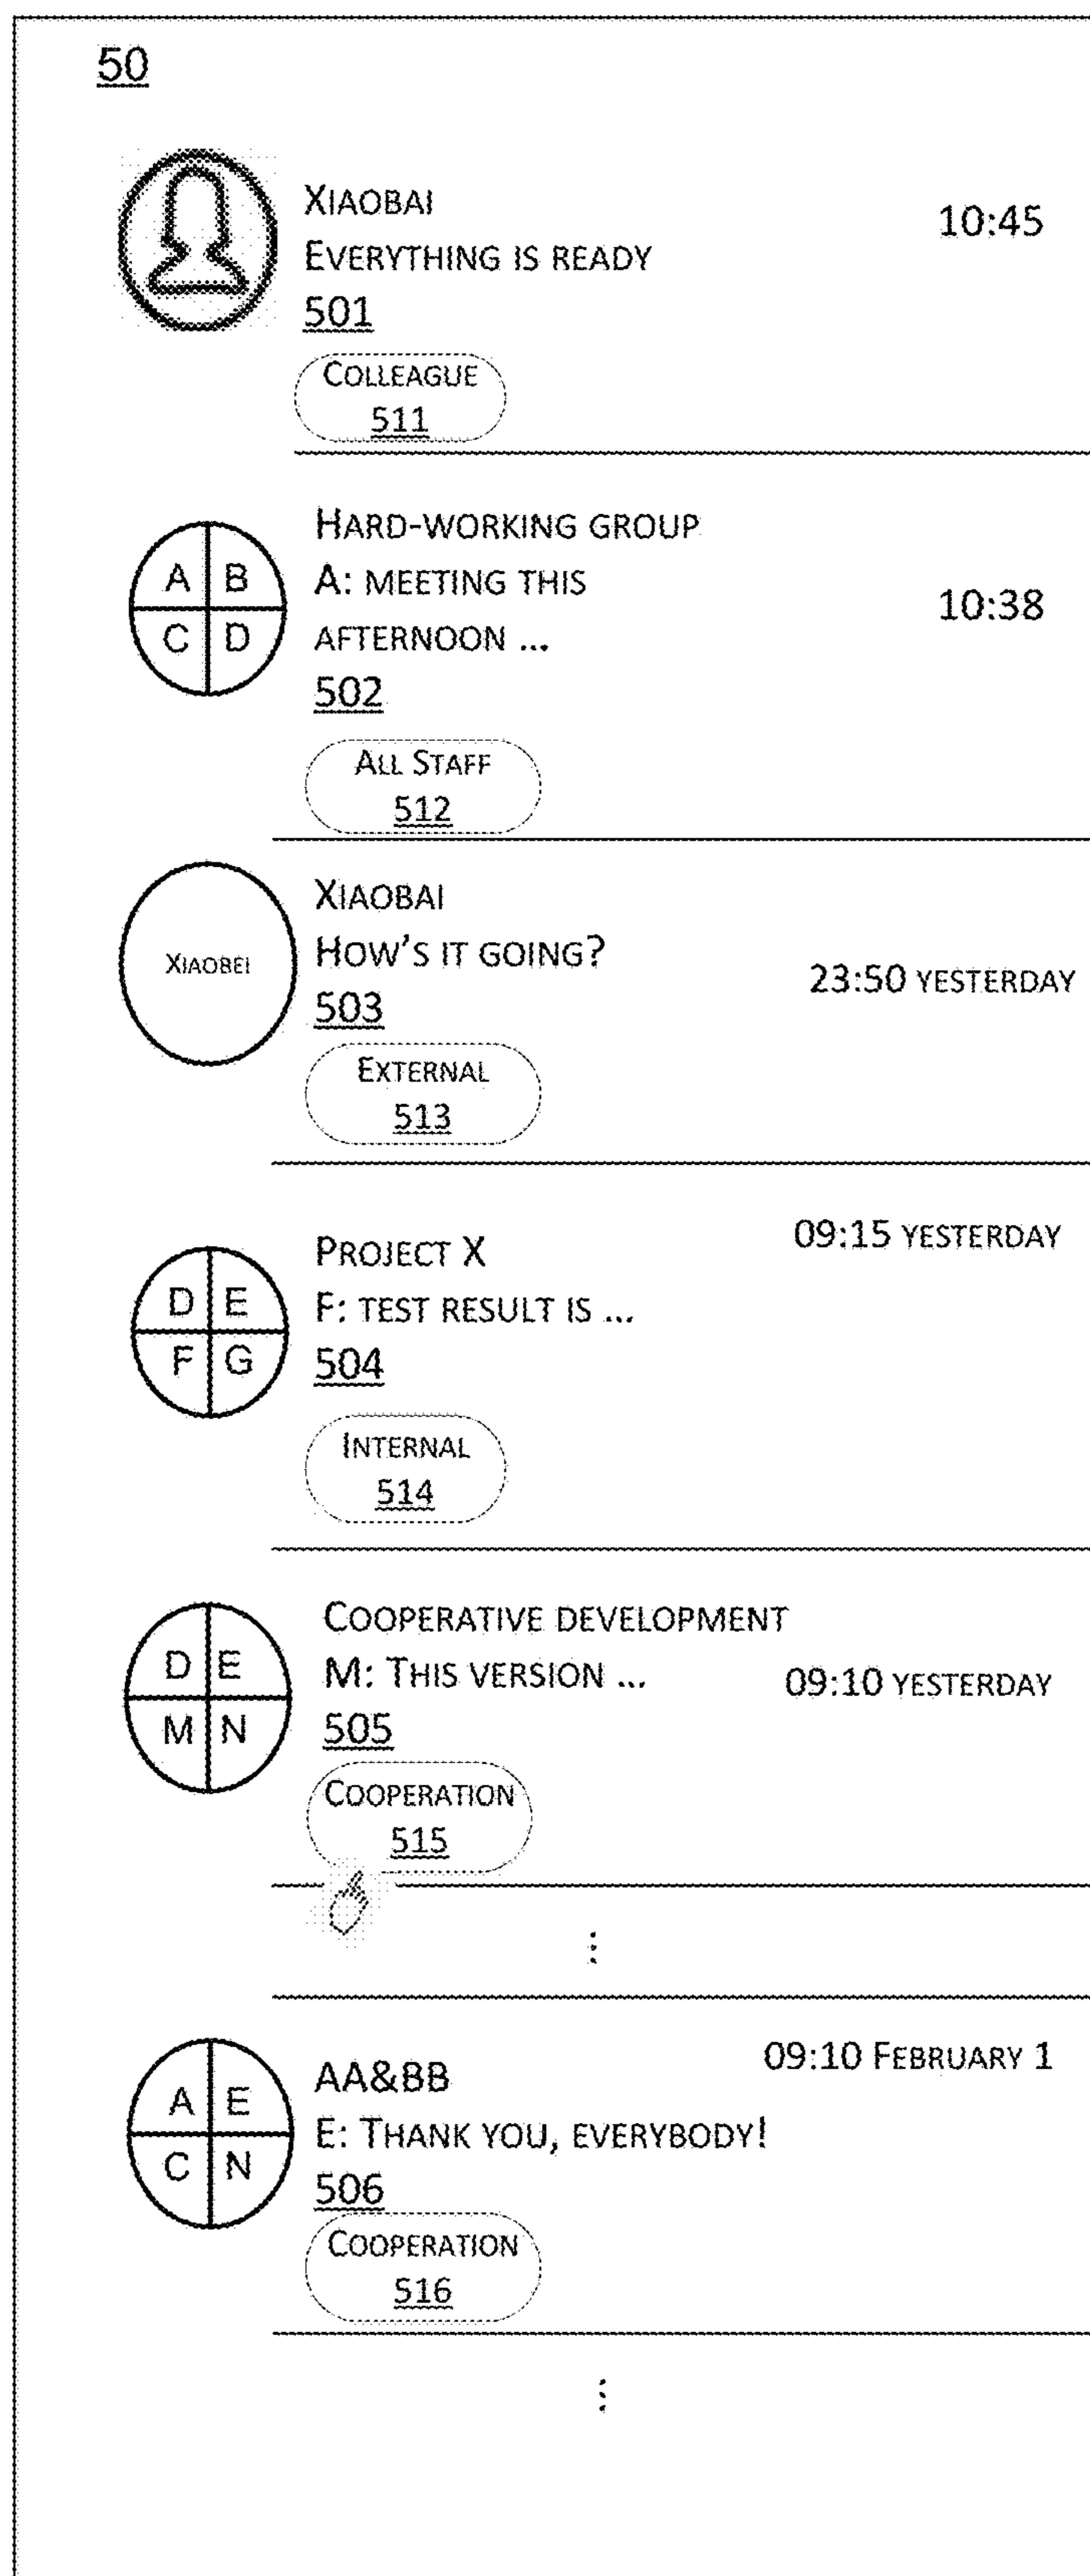 50
XIAOBAI
10:45
EVERYTHING IS READY
501
COLLEAGUE
511
HARD-WORKING GROUP
A B
A: MEETING THIS
10:38
C D
AFTERNOON ...
502
ALL STAFF
512
XIAOBAI
HOW'S IT GOING?
XIAOBEI
23:50 YESTERDAY
503
EXTERNAL
513
09:15 YESTERDAY
PROJECT X
D E
F: TEST RESULT IS ...
F G
504
INTERNAL
514
COOPERATIVE DEVELOPMENT
D E
M: THIS VERSION ...
09:10 YESTERDAY
M N
505
COOPERATION
515
⋮
09:10 FEBRUARY 1
AA&BB
A E
E: THANK YOU, EVERYBODY!
C N
506
COOPERATION
516
⋮